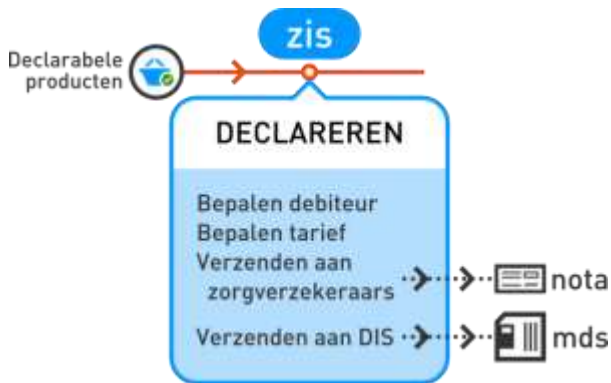 zis
Declarabele
producten
DECLAREREN
Bepalen debiteur
Bepalen tarief
Verzenden aan
zorgverzekeraars
nota
Verzenden aan DIS
mds